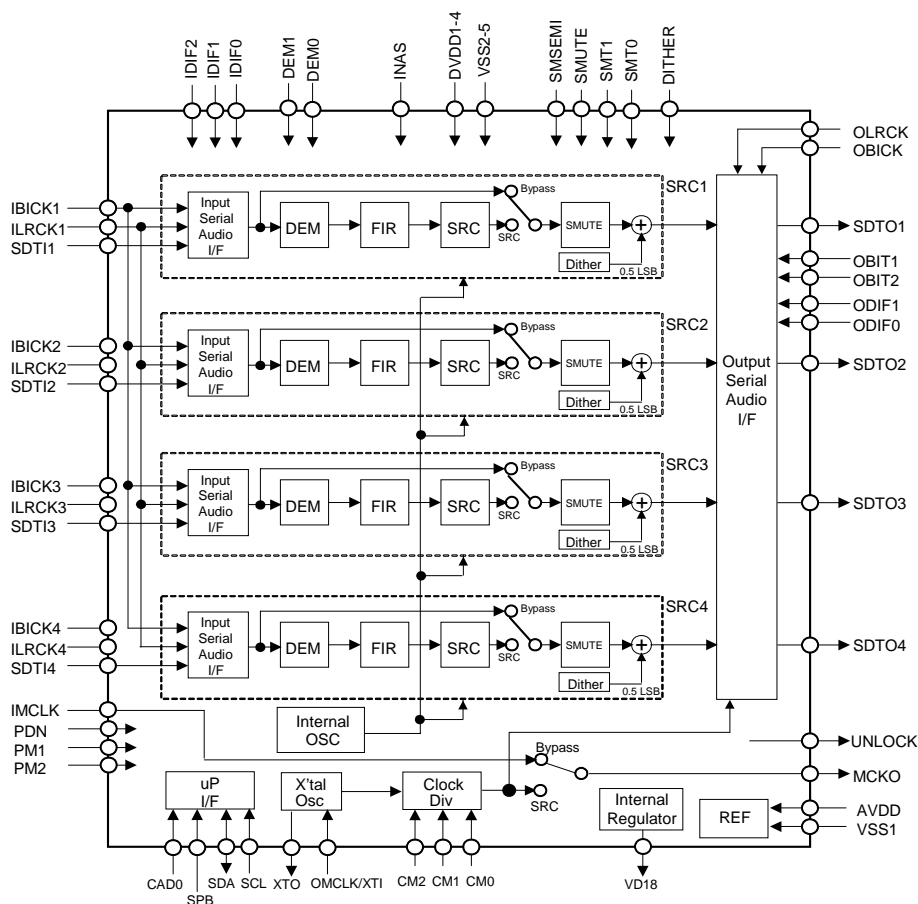 IDIF2
IDIF1
IDIF0
DEM1
DEM0
INAS
DVDD1-4
VSS2-5
SMSEMI
SMUTE
SMT1
SMT0
DITHER
OLRCK
OBICK
IBICK1
ILRCK1
SDTI1
Input
Serial
Audio
I/F
DEM
FIR
SRC
Bypass
SRC
SMUTE
Dither
0.5 LSB
SRC1
SDTO1
OBIT1
OBIT2
ODIF1
ODIF0
IBICK2
ILRCK2
SDTI2
Input
Serial
Audio
I/F
DEM
FIR
SRC
Bypass
SRC
SMUTE
Dither
0.5 LSB
SRC2
Output
Serial
Audio
I/F
SDTO2
IBICK3
ILRCK3
SDTI3
Input
Serial
Audio
I/F
DEM
FIR
SRC
Bypass
SRC
SMUTE
Dither
0.5 LSB
SRC3
SDTO3
IBICK4
ILRCK4
SDTI4
Input
Serial
Audio
I/F
DEM
FIR
SRC
Bypass
SRC
SMUTE
Dither
0.5 LSB
SRC4
SDTO4
IMCLK
PDN
PM1
PM2
Internal
OSC
Bypass
SRC
UNLOCK
MCKO
uP
I/F
X'tal
Osc
Clock
Div
Internal
Regulator
REF
AVDD
VSS1
CAD0
SPB
SDA
SCL
XTO
OMCLK/XTI
CM2
CM1
CM0
VD18